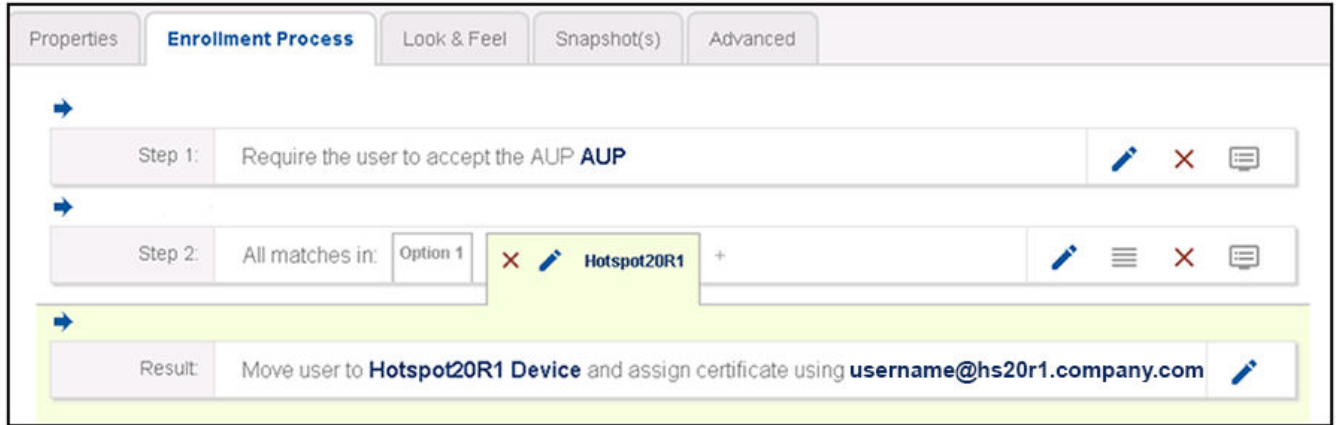 Properties Enrollment Process Look & Feel Snapshot(s) Advanced
Step 1: Require the user to accept the AUP AUP
Step 2: All matches in: Option 1 Hotspot20R1 +
Result: Move user to Hotspot20R1 Device and assign certificate using username@hs20r1.company.com